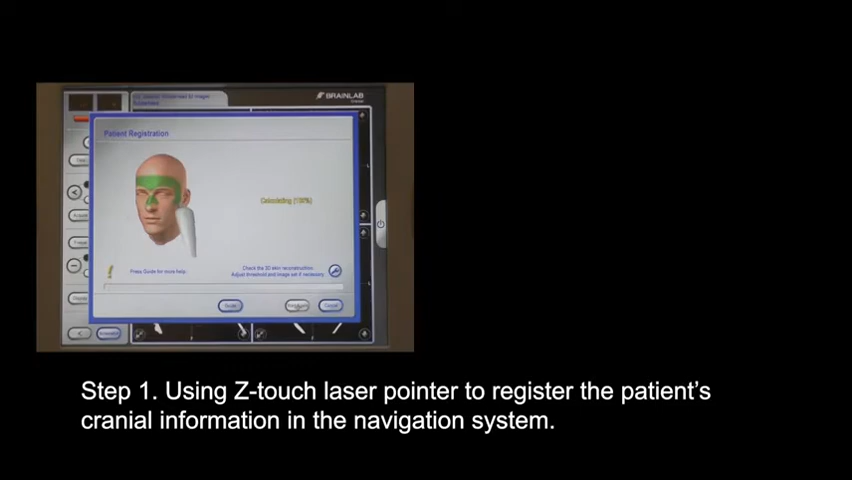 BRAINLAB
Patient Registration
Calculating (100%)
Check the 3D skin reconstruction.
Press Guide for more help.
Adjust threshold and image set if necessary.
Cancel
Step 1. Using Z-touch laser pointer to register the patient’s
cranial information in the navigation system.